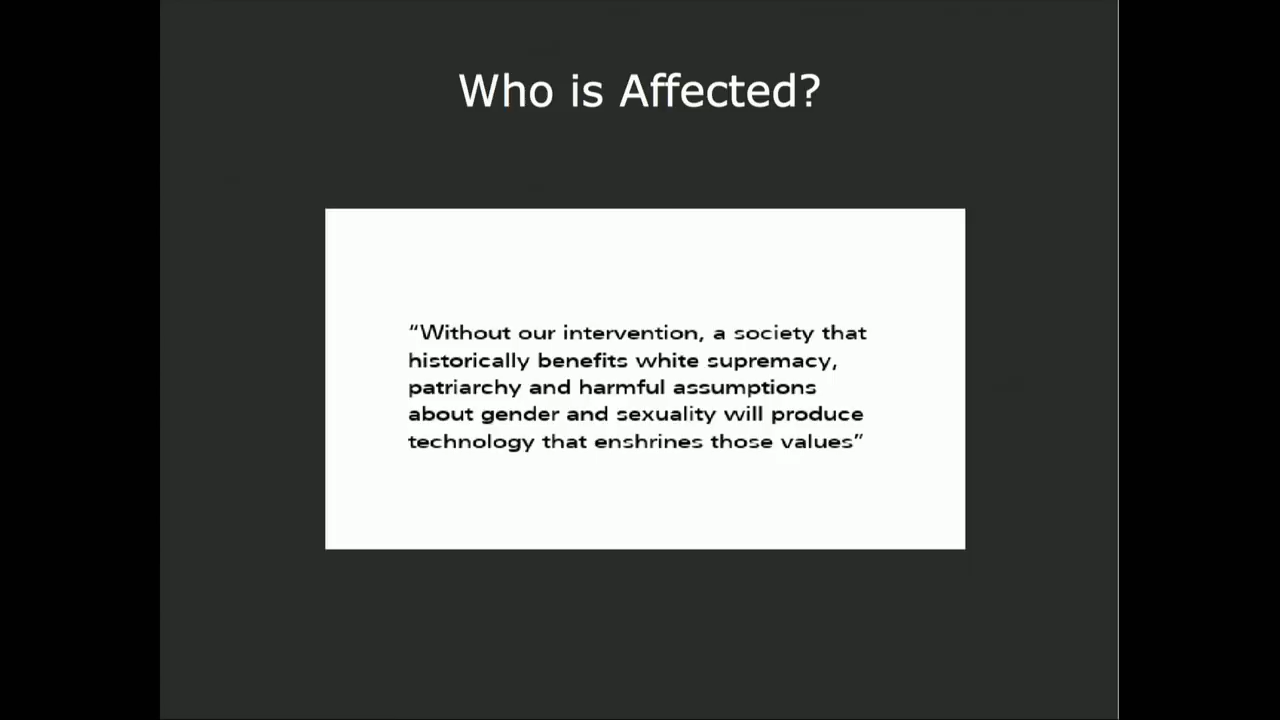 Who is Affected?
“Without our intervention, a society that
historically benefits white supremacy,
patriarchy and harmful assumptions
about gender and sexuality will produce
technology that enshrines those values”